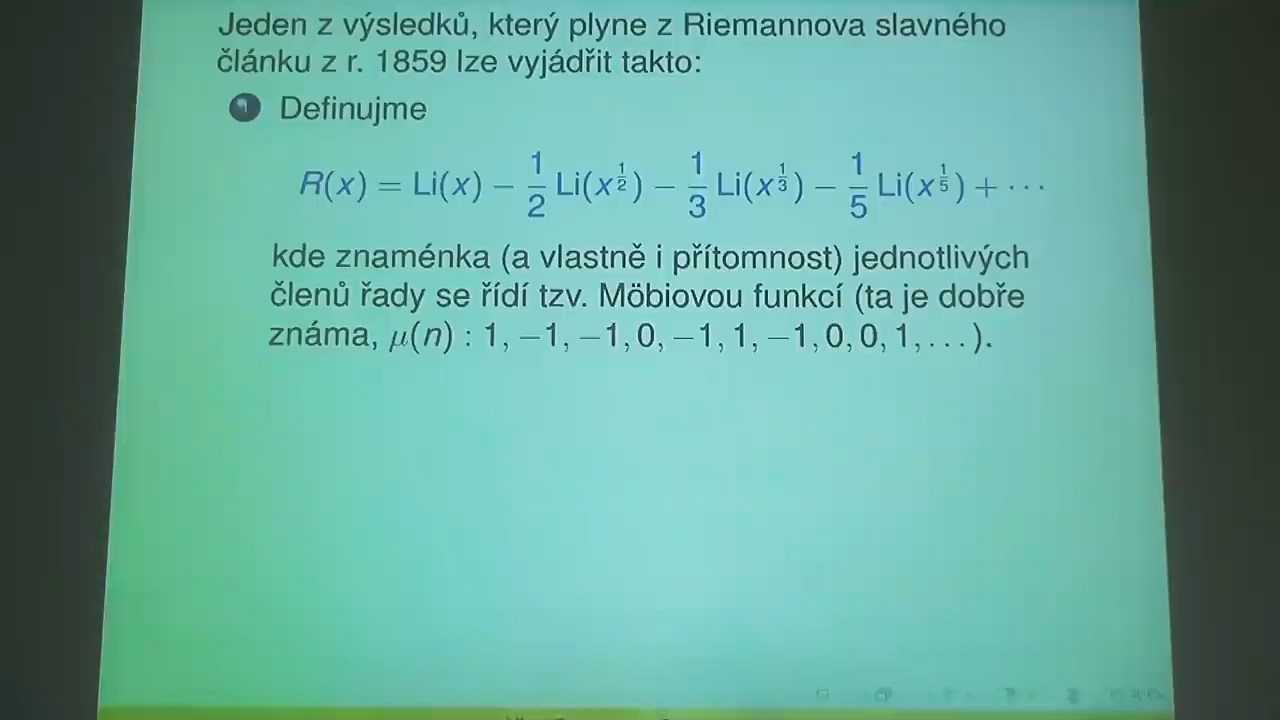 Jeden z výsledků, který plyne z Riemannova slavného
článku z r. 1859 lze vyjádřit takto:
Definujme
R(x) = Li(x) − 1/2 Li(x^{1/2}) − 1/3 Li(x^{1/3}) − 1/5 Li(x^{1/5}) + ···
kde znaménka (a vlastně i přítomnost) jednotlivých
členů řady se řídí tzv. Möbiovou funkcí (ta je dobře
známa, μ(n) : 1, −1, −1, 0, −1, 1, −1, 0, 0, 1, . . . ).